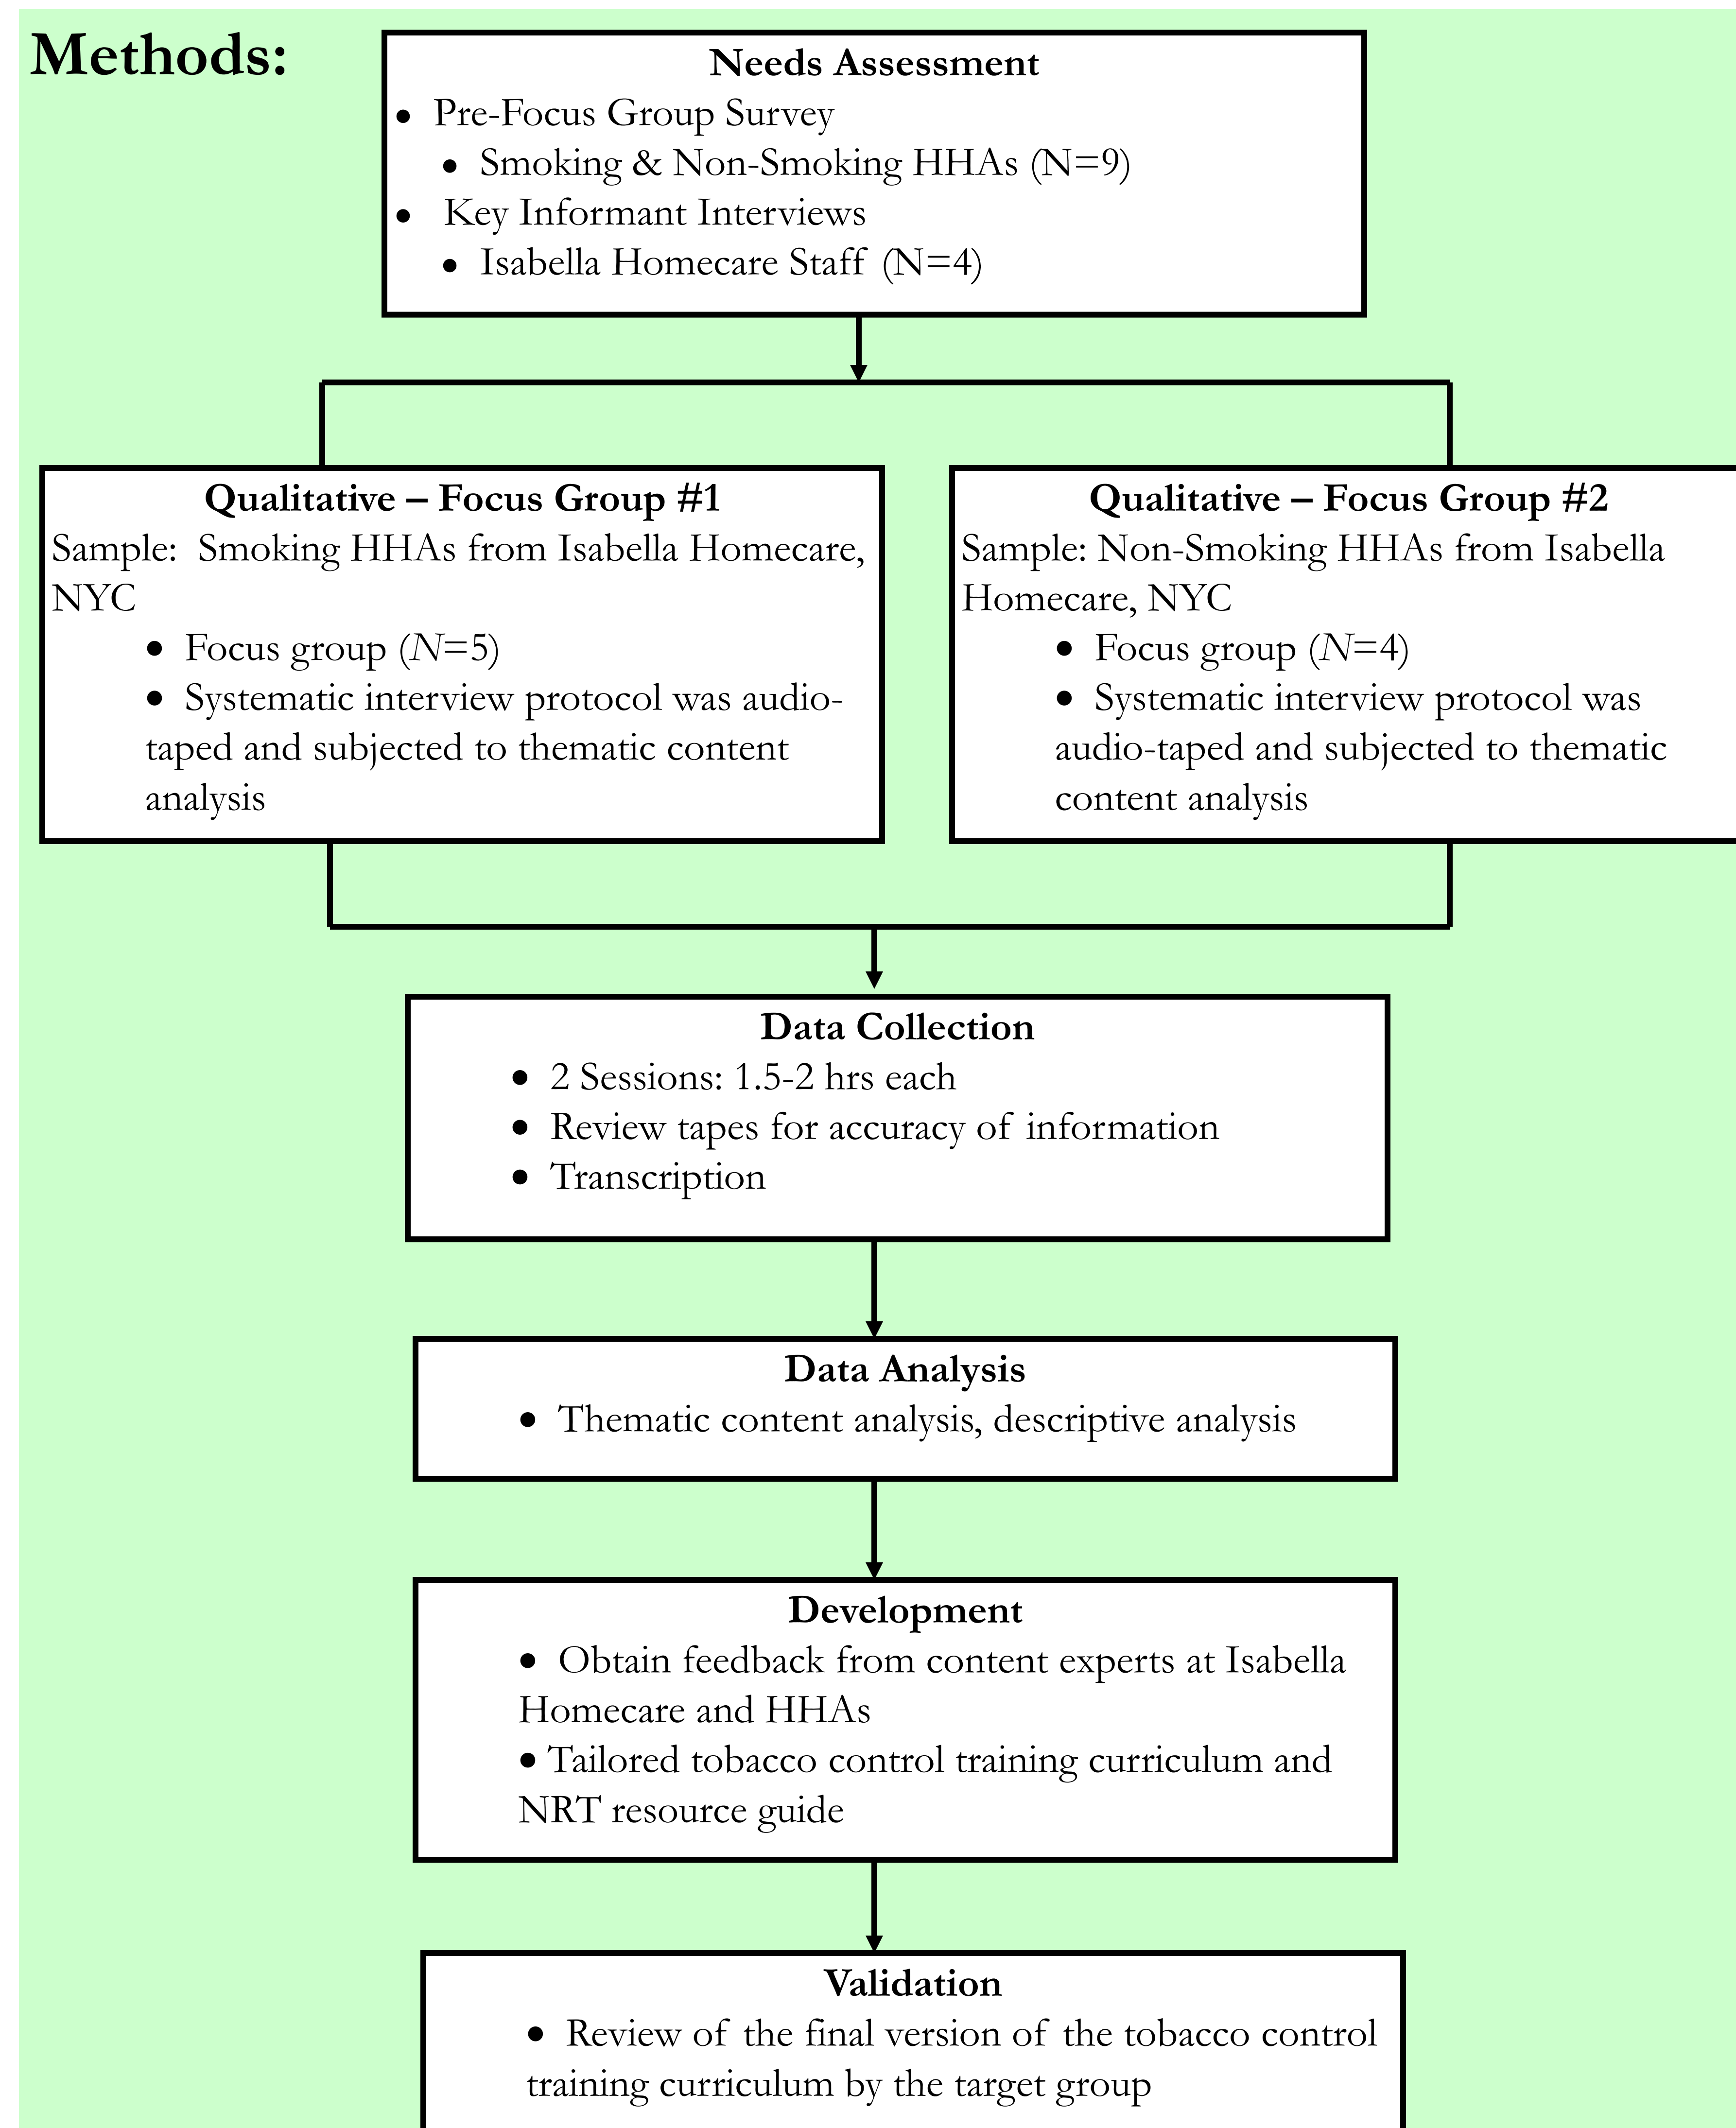 Methods:
Needs Assessment
• Pre-Focus Group Survey
• Smoking & Non-Smoking HHAs (N=9)
• Key Informant Interviews
• Isabella Homecare Staff (N=4)
Qualitative – Focus Group #1
Sample: Smoking HHAs from Isabella Homecare,
NYC
• Focus group (N=5)
• Systematic interview protocol was audio-
taped and subjected to thematic content
analysis
Qualitative – Focus Group #2
Sample: Non-Smoking HHAs from Isabella
Homecare, NYC
• Focus group (N=4)
• Systematic interview protocol was
audio-taped and subjected to thematic
content analysis
Data Collection
• 2 Sessions: 1.5-2 hrs each
• Review tapes for accuracy of information
• Transcription
Data Analysis
• Thematic content analysis, descriptive analysis
Development
• Obtain feedback from content experts at Isabella
Homecare and HHAs
• Tailored tobacco control training curriculum and
NRT resource guide
Validation
• Review of the final version of the tobacco control
training curriculum by the target group